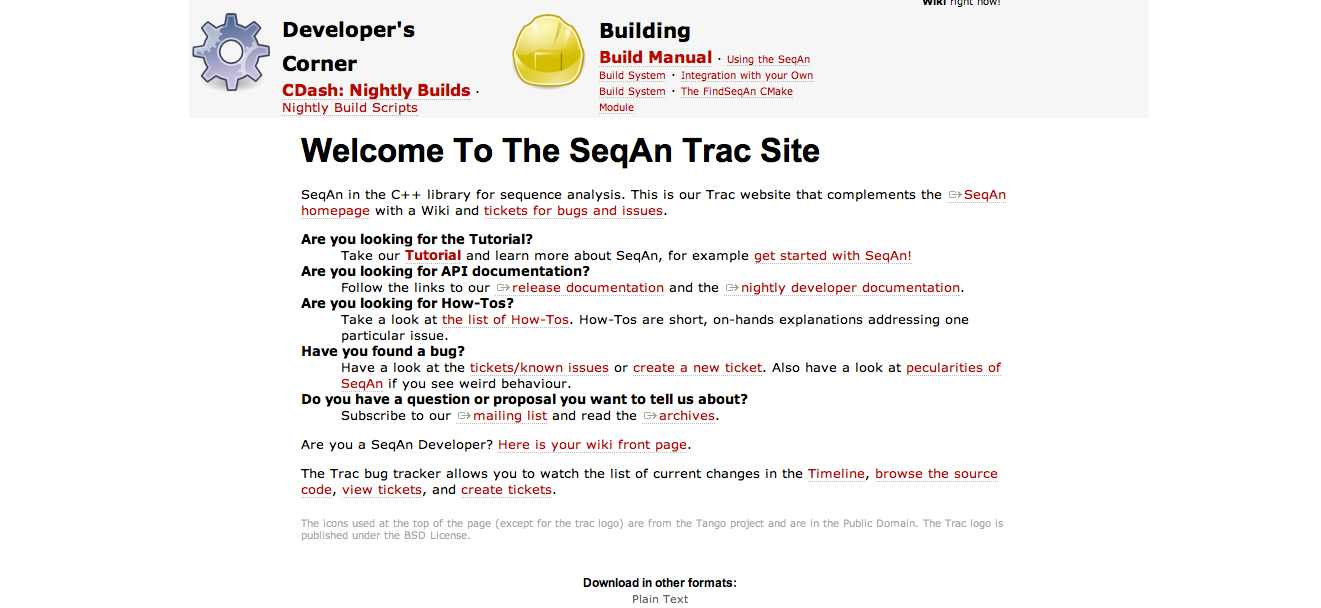 Wiki right now!
Developer's
Corner
CDash: Nightly Builds ·
Nightly Build Scripts
Building
Build Manual · Using the SeqAn
Build System · Integration with your Own
Build System · The FindSeqAn CMake
Module
Welcome To The SeqAn Trac Site
SeqAn in the C++ library for sequence analysis. This is our Trac website that complements the SeqAn
homepage with a Wiki and tickets for bugs and issues.
Are you looking for the Tutorial?
Take our Tutorial and learn more about SeqAn, for example get started with SeqAn!
Are you looking for API documentation?
Follow the links to our release documentation and the nightly developer documentation.
Are you looking for How-Tos?
Take a look at the list of How-Tos. How-Tos are short, on-hands explanations addressing one
particular issue.
Have you found a bug?
Have a look at the tickets/known issues or create a new ticket. Also have a look at pecularities of
SeqAn if you see weird behaviour.
Do you have a question or proposal you want to tell us about?
Subscribe to our mailing list and read the archives.
Are you a SeqAn Developer? Here is your wiki front page.
The Trac bug tracker allows you to watch the list of current changes in the Timeline, browse the source
code, view tickets, and create tickets.
The icons used at the top of the page (except for the trac logo) are from the Tango project and are in the Public Domain. The Trac logo is
published under the BSD License.
Download in other formats:
Plain Text